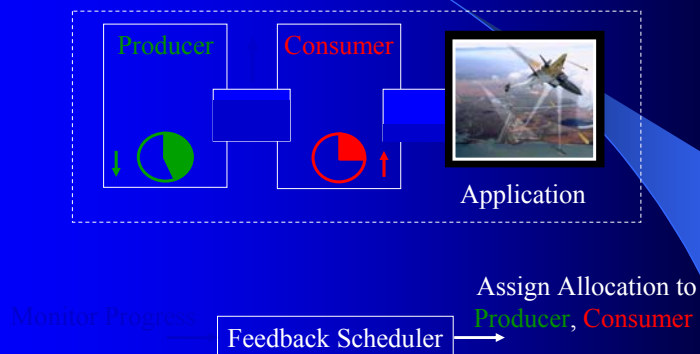 Producer
Consumer
Application
Assign Allocation to
Monitor Progress
Producer, Consumer
Feedback Scheduler